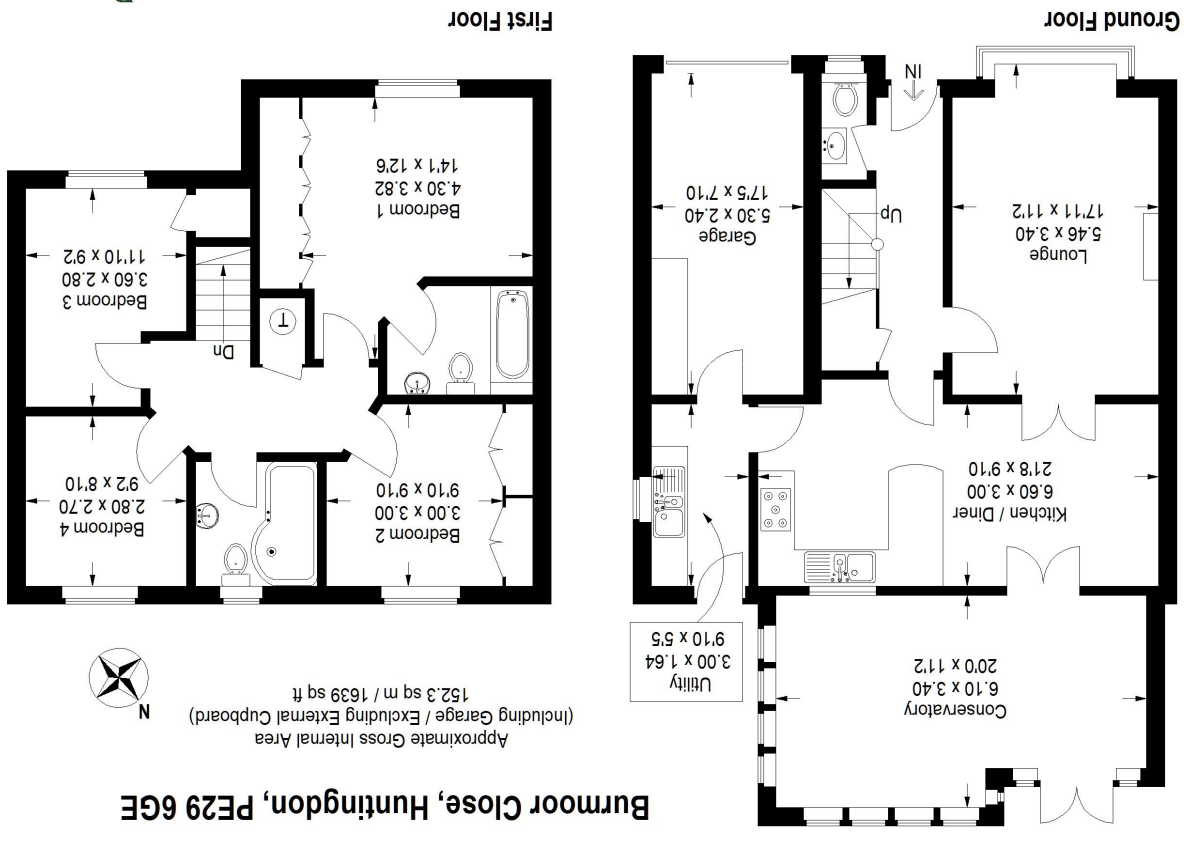 Burmoor Close, Huntingdon, PE29 6GE
Approximate Gross Internal Area
(Including Garage / Excluding External Cupboard)
152.3 sq m / 1639 sq ft
N
Conservatory
6.10 x 3.40
20'0 x 11'2
Utility
3.00 x 1.64
9'10 x 5'5
Kitchen / Diner
6.60 x 3.00
21'8 x 9'10
Lounge
5.46 x 3.40
17'11 x 11'2
Up
Garage
5.30 x 2.40
17'5 x 7'10
IN
Ground Floor
Bedroom 2
3.00 x 3.00
9'10 x 9'10
Bedroom 4
2.80 x 2.70
9'2 x 8'10
Dn
T
Bedroom 3
3.60 x 2.80
11'10 x 9'2
Bedroom 1
4.30 x 3.82
14'1 x 12'6
First Floor